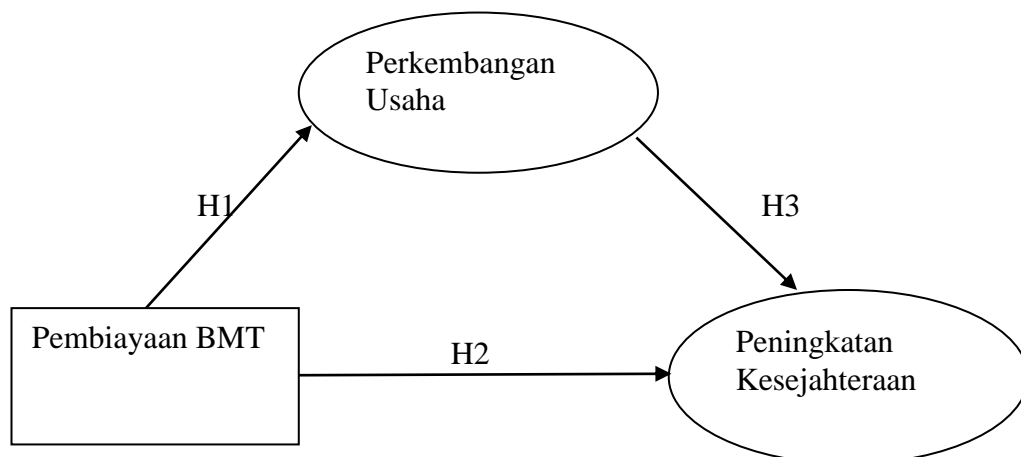 Perkembangan
Usaha
H1
H3
Pembiayaan BMT
H2
Peningkatan
Kesejahteraan